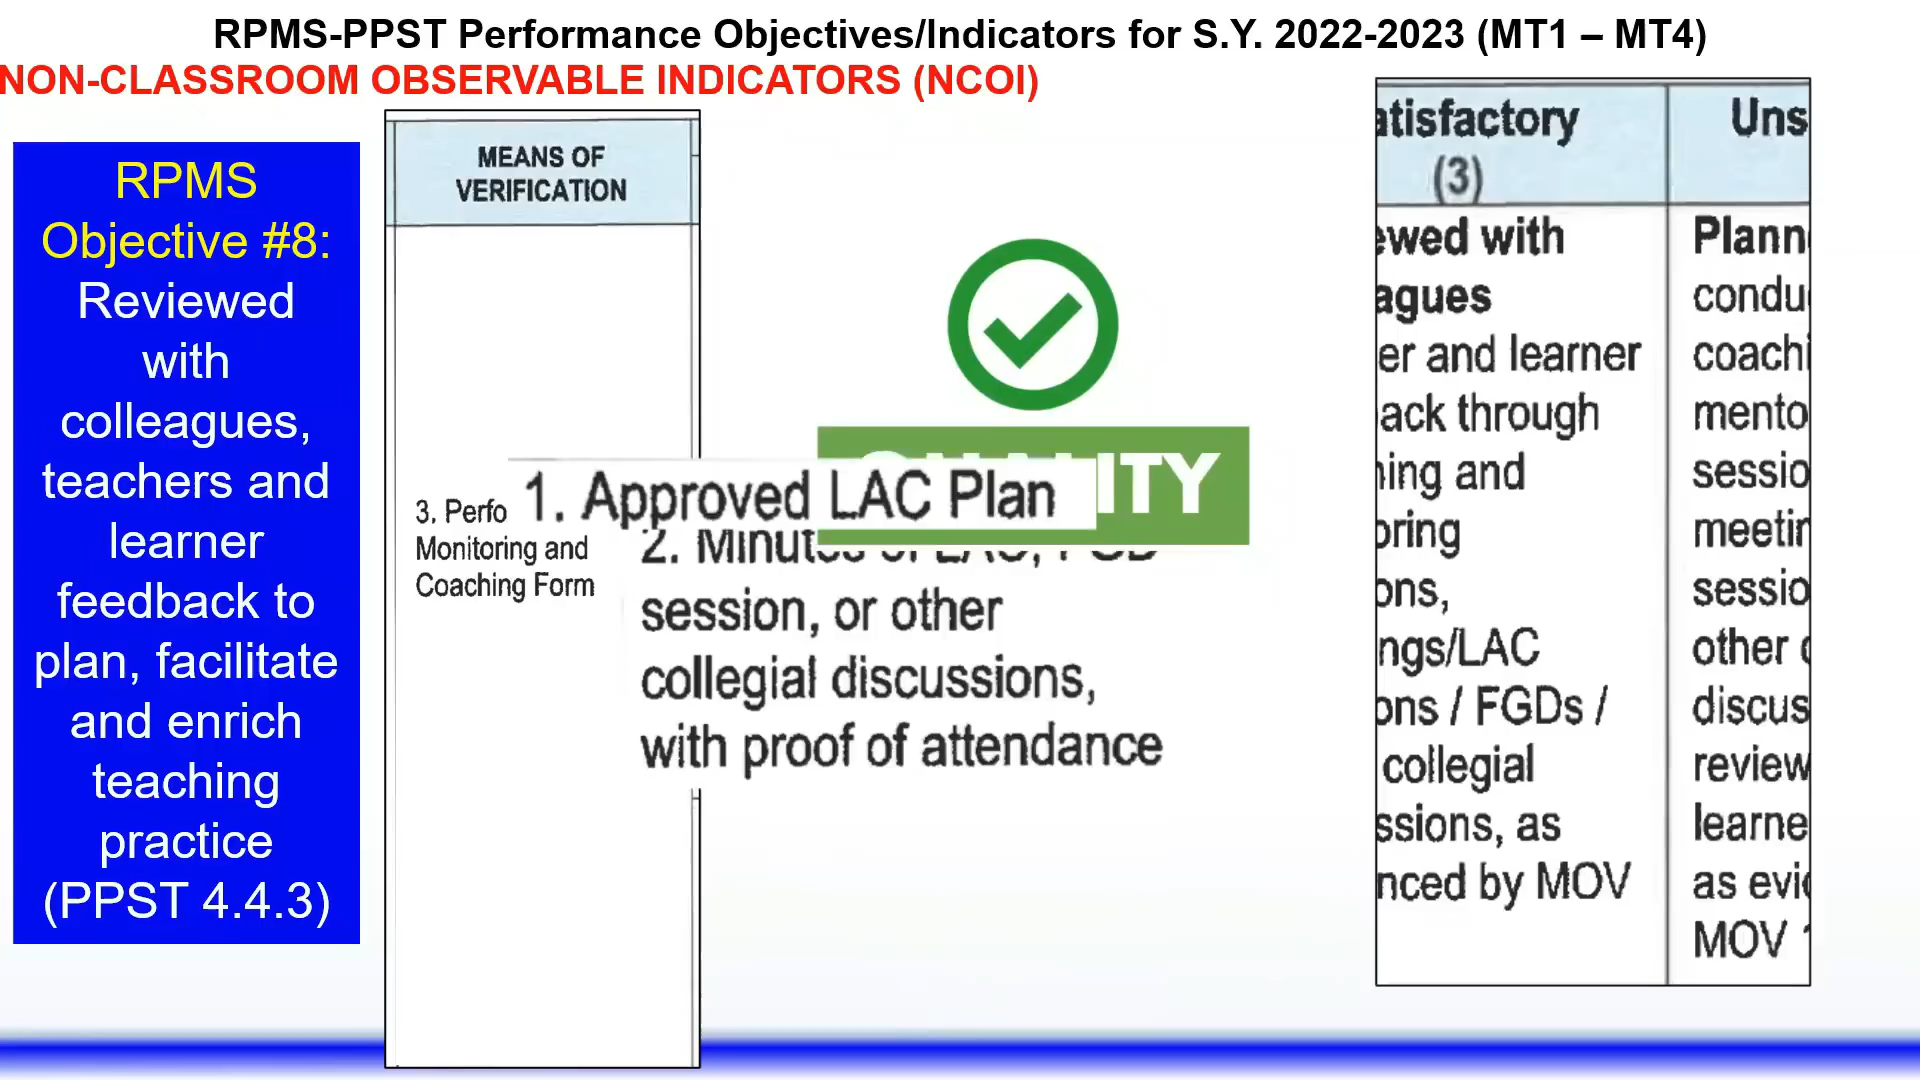 RPMS-PPST Performance Objectives/Indicators for S.Y. 2022-2023 (MT1 – MT4)
NON-CLASSROOM OBSERVABLE INDICATORS (NCOI)
RPMS
Objective #8:
Reviewed
with
colleagues,
teachers and
learner
feedback to
plan, facilitate
and enrich
teaching
practice
(PPST 4.4.3)
MEANS OF
VERIFICATION
3. Perfo
Monitoring and
Coaching Form
1. Approved LAC Plan
ITY
2. Minutes of LAC, FGD
session, or other
collegial discussions,
with proof of attendance
atisfactory
(3)
ewed with
agues
er and learner
ack through
ing and
oring
ons,
ngs/LAC
ons / FGDs /
collegial
ssions, as
nced by MOV
Uns
Plann
condu
coachi
mento
sessio
meetin
sessio
other
discus
review
learne
as evi
MOV